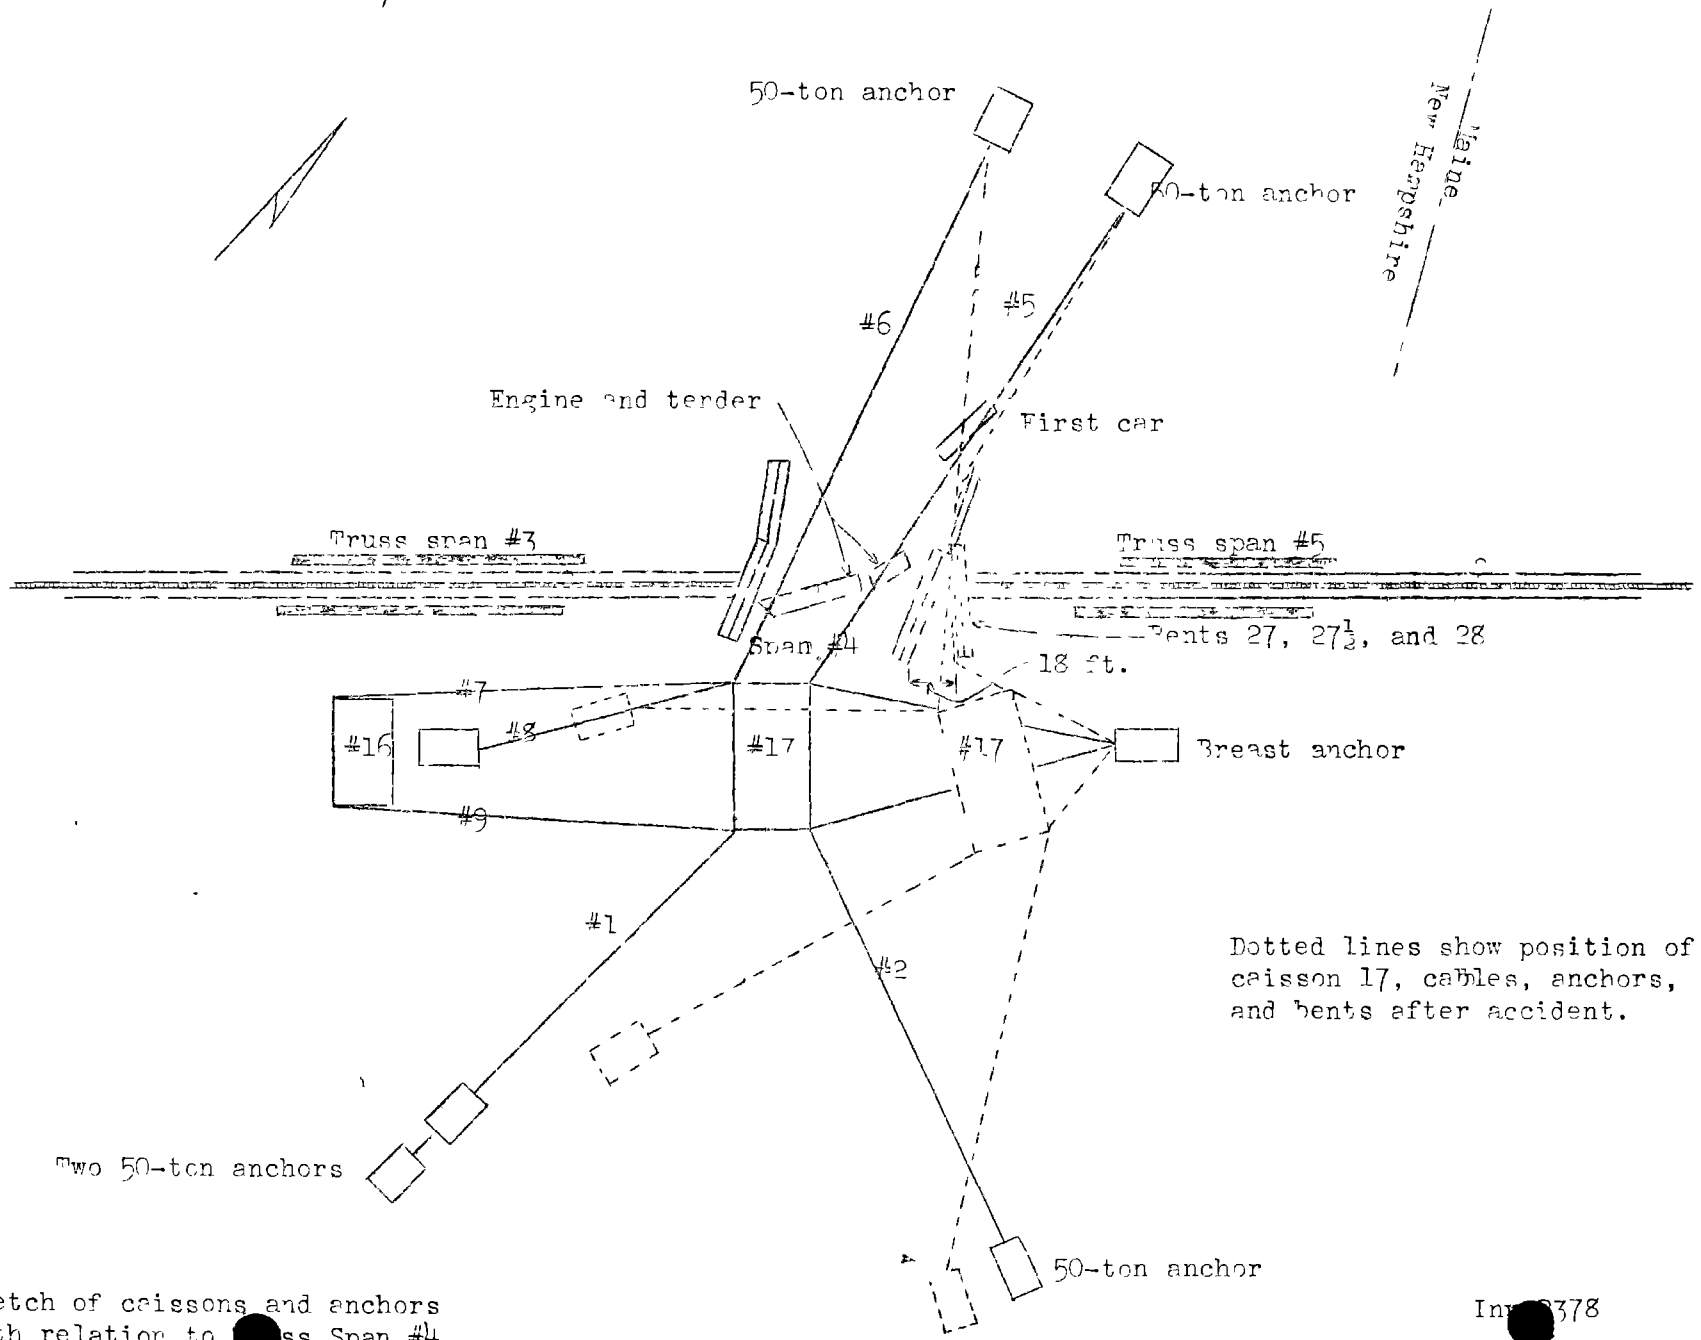 50-ton anchor
50-ton anchor
Maine
New Hampshire
#6
#5
Engine and tender
First car
Truss span #3
Truss span #5
Span #4
Bents 27, 27½, and 28
18 ft.
#7
#8
#16
#17
#17
Breast anchor
#9
#1
#2
Dotted lines show position of
caisson 17, cables, anchors,
and bents after accident.
Two 50-ton anchors
50-ton anchor
etch of caissons and anchors
th relation to ss Span #4
378